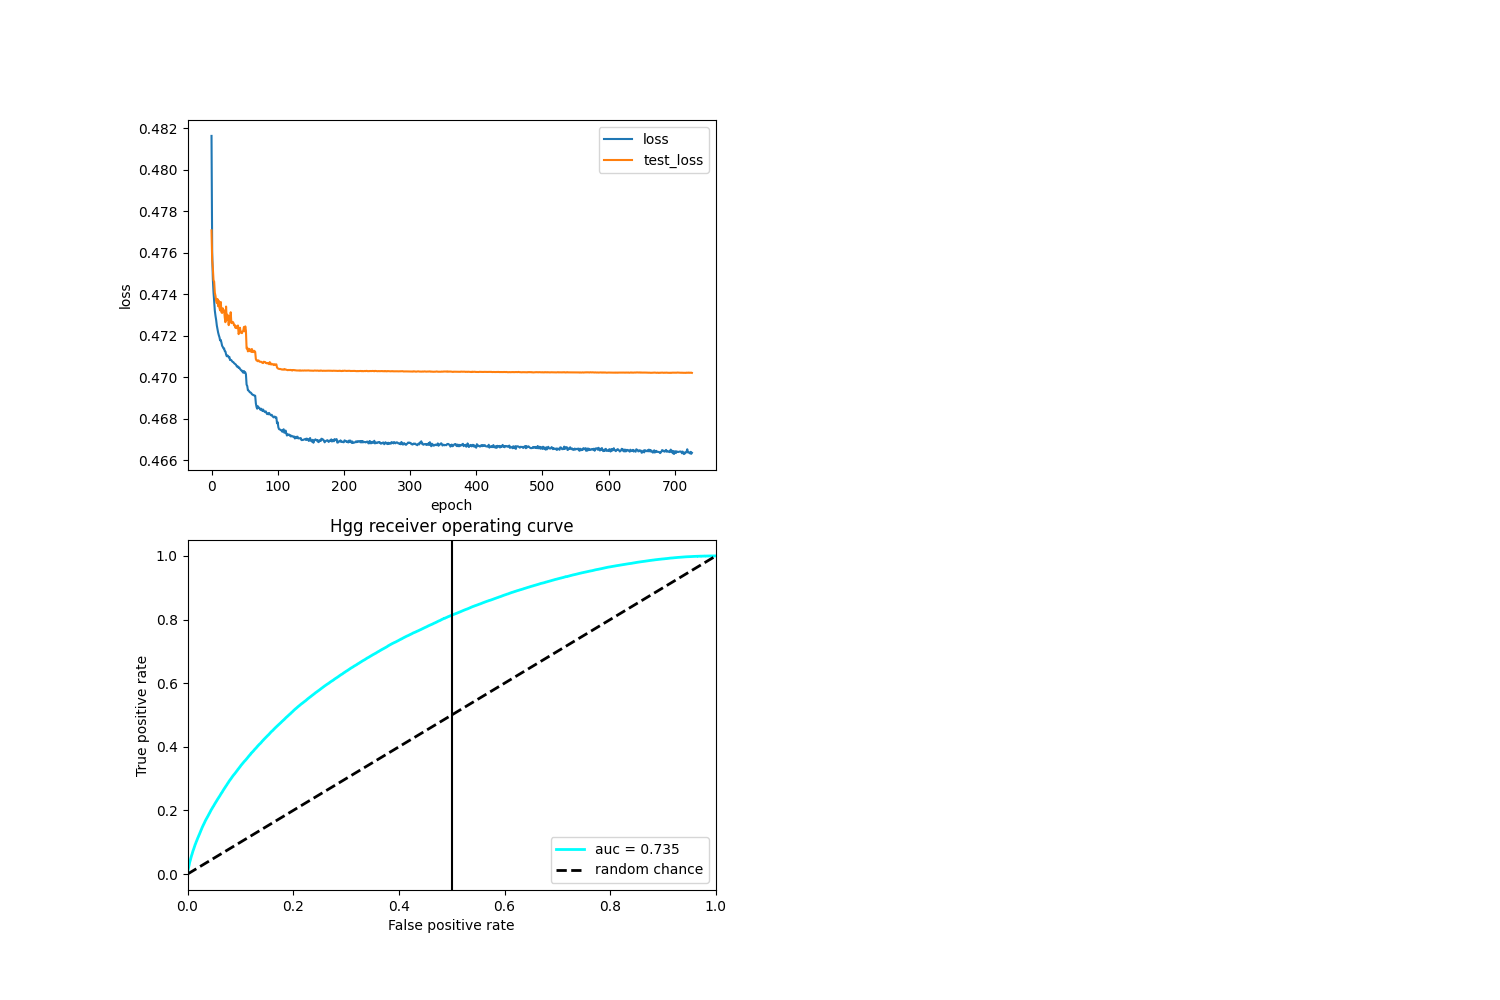 0.482
0.480
0.478
0.476
0.474
0.472
0.470
0.468
0.466
loss
loss
test_loss
0 100 200 300 400 500 600 700
epoch
Hgg receiver operating curve
1.0
0.8
0.6
0.4
0.2
0.0
True positive rate
auc = 0.735
random chance
0.0 0.2 0.4 0.6 0.8 1.0
False positive rate